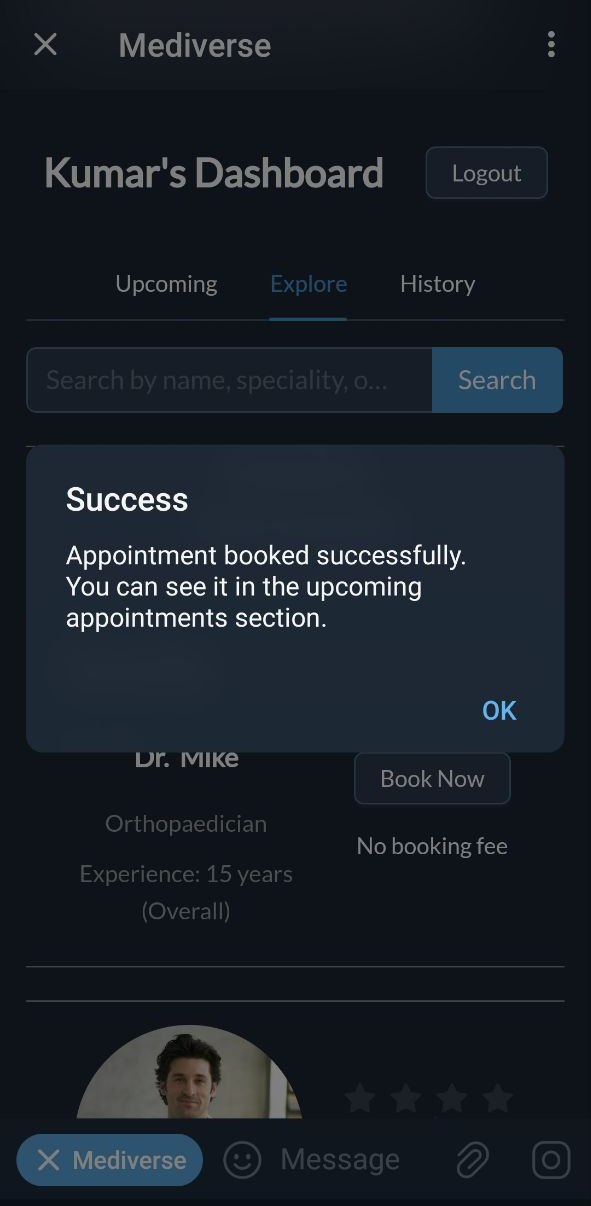 Mediverse
Kumar's Dashboard
Logout
Upcoming
Explore
History
Search by name, speciality, o...
Search
Success
Appointment booked successfully.
You can see it in the upcoming
appointments section.
OK
Dr. Mike
Book Now
Orthopaedician
No booking fee
Experience: 15 years
(Overall)
Mediverse
Message